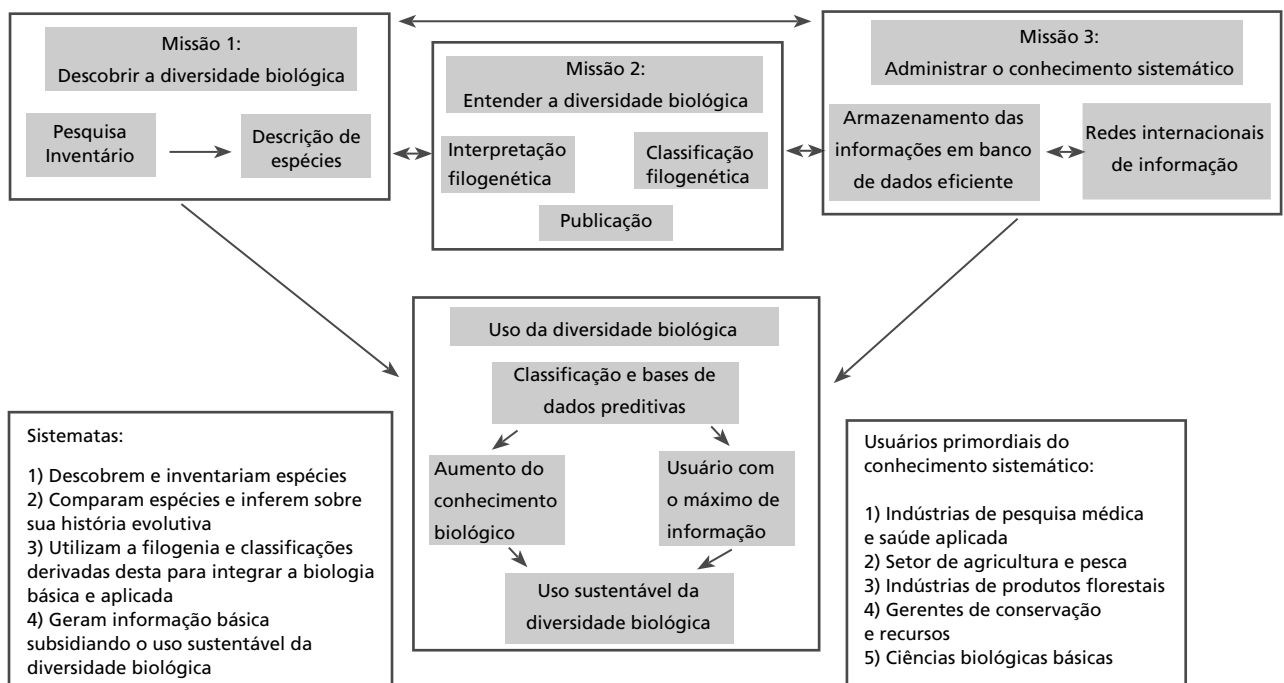 Missão 1:
Descobrir a diversidade biológica
Pesquisa
Inventário
Descrição de
espécies
Missão 2:
Entender a diversidade biológica
Interpretação
filogenética
Classificação
filogenética
Publicação
Missão 3:
Administrar o conhecimento sistemático
Armazenamento das
informações em banco
de dados eficiente
Redes internacionais
de informação
Uso da diversidade biológica
Classificação e bases de
dados preditivas
Aumento do
conhecimento
biológico
Usuário com
o máximo de
informação
Uso sustentável da
diversidade biológica
Sistematas:
1) Descobrem e inventariam espécies
2) Comparam espécies e inferem sobre
sua história evolutiva
3) Utilizam a filogenia e classificações
derivadas desta para integrar a biologia
básica e aplicada
4) Geram informação básica
subsidiando o uso sustentável da
diversidade biológica
Usuários primordiais do
conhecimento sistemático:
1) Indústrias de pesquisa médica
e saúde aplicada
2) Setor de agricultura e pesca
3) Indústrias de produtos florestais
4) Gerentes de conservação
e recursos
5) Ciências biológicas básicas